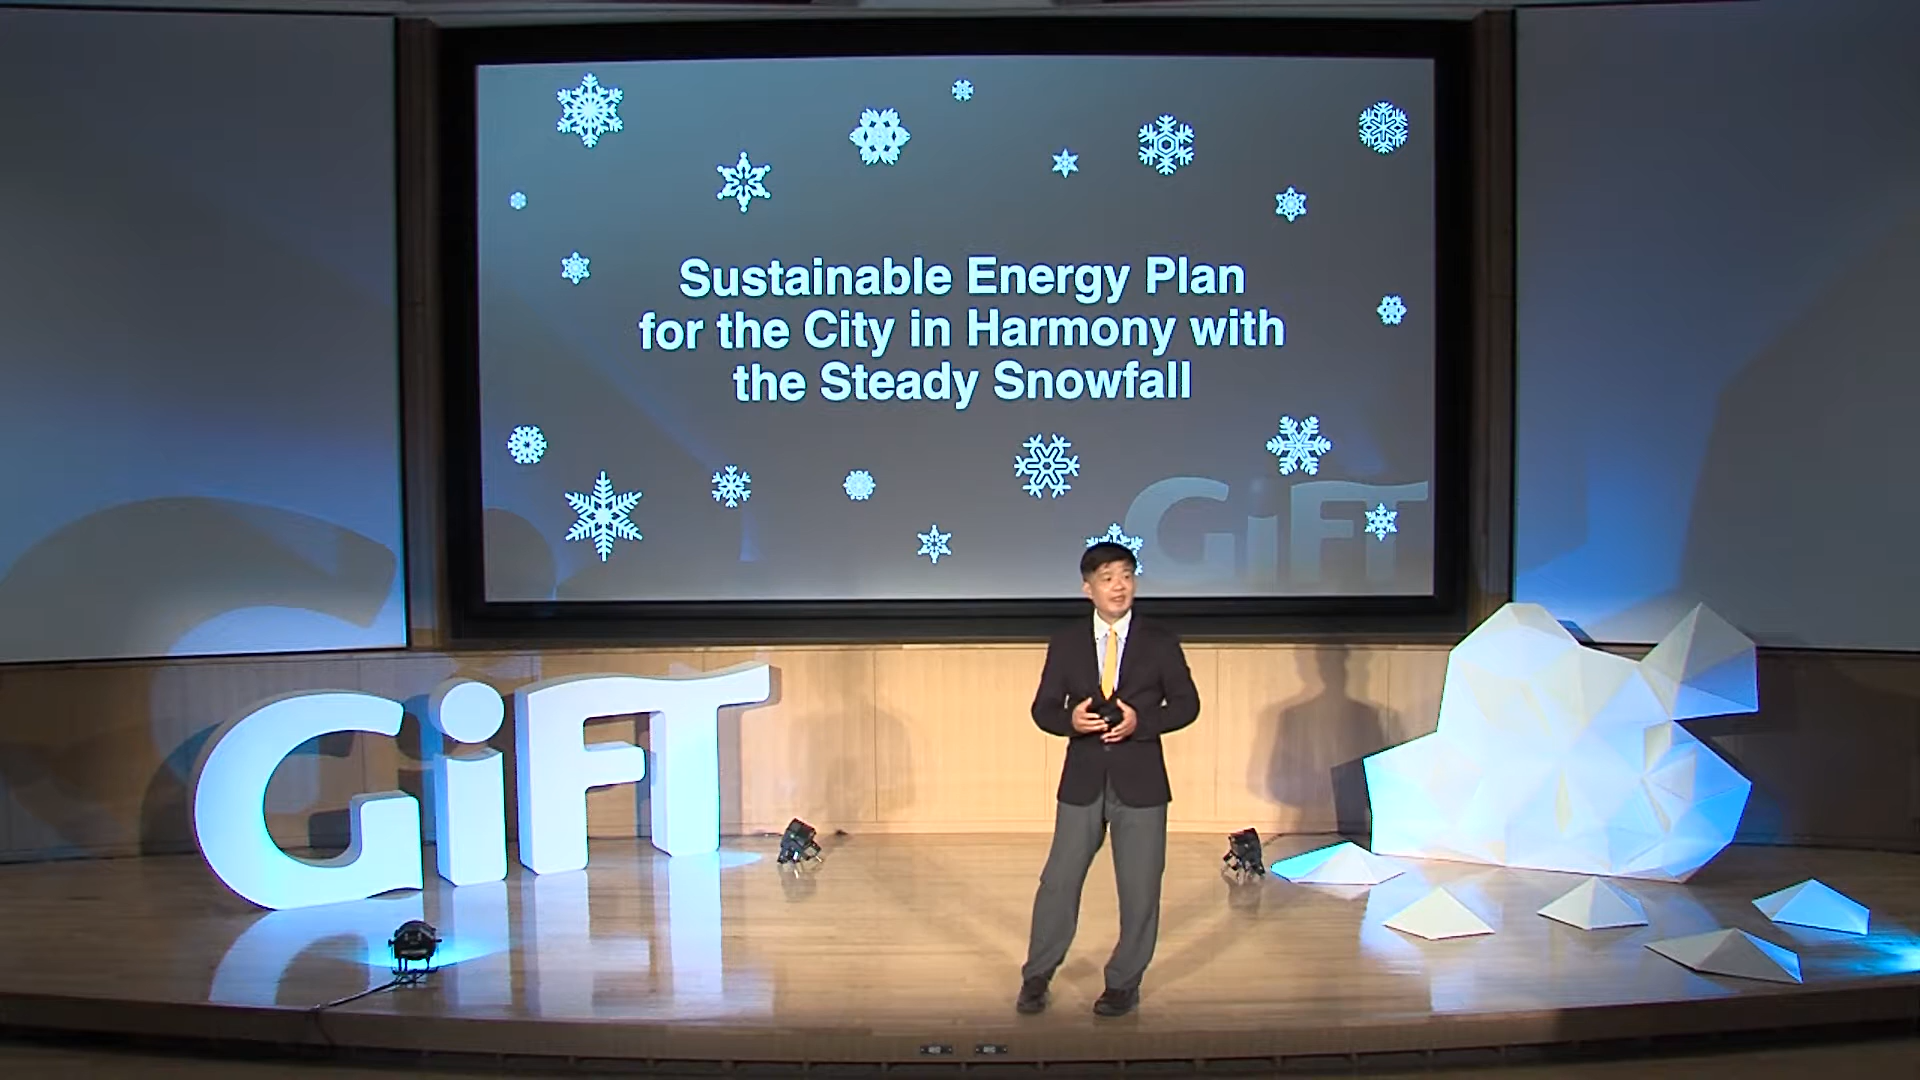 Sustainable Energy Plan
for the City in Harmony with
the Steady Snowfall
GiFT
GiFT